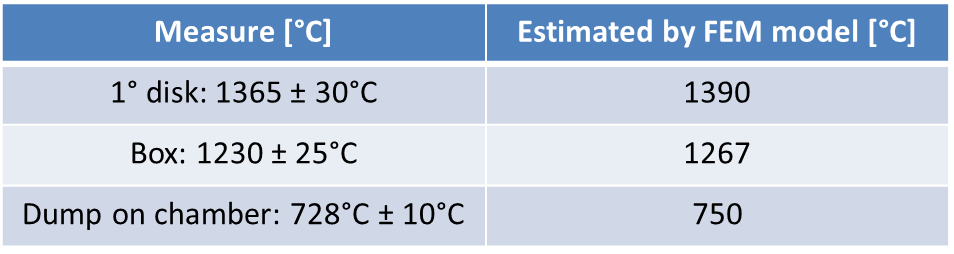 Measure [°C] Estimated by FEM model [°C]
1° disk: 1365 ± 30°C 1390
Box: 1230 ± 25°C 1267
Dump on chamber: 728°C ± 10°C 750